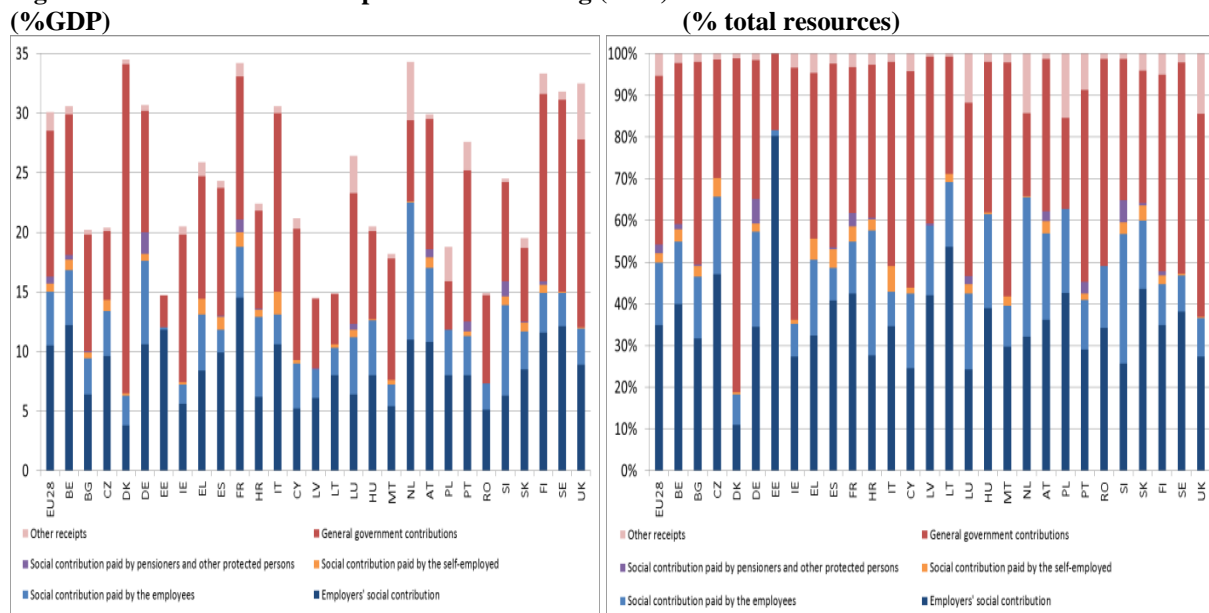 (%GDP) (% total resources)
35
30
25
20
15
10
5
0
EU28 BE BG CZ DK DE EE IE EL ES FR HR IT CY LV LT LU HU MT NL AT PL PT RO SI SK FI SE UK
Other receipts General government contributions
Social contribution paid by pensioners and other protected persons Social contribution paid by the self-employed
Social contribution paid by the employees Employers' social contribution
100%
90%
80%
70%
60%
50%
40%
30%
20%
10%
0%
EU28 BE BG CZ DK DE EE IE EL ES FR HR IT CY LV LT LU HU MT NL AT PL PT RO SI SK FI SE UK
Other receipts General government contributions
Social contribution paid by pensioners and other protected persons Social contribution paid by the self-employed
Social contribution paid by the employees Employers' social contribution